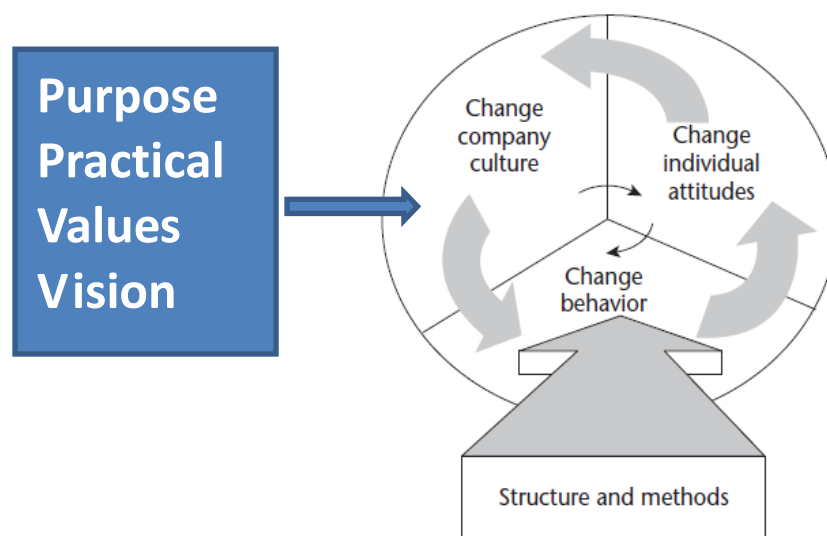 Purpose
Practical
Values
Vision
Change
company
culture
Change
individual
attitudes
Change
behavior
Structure and methods